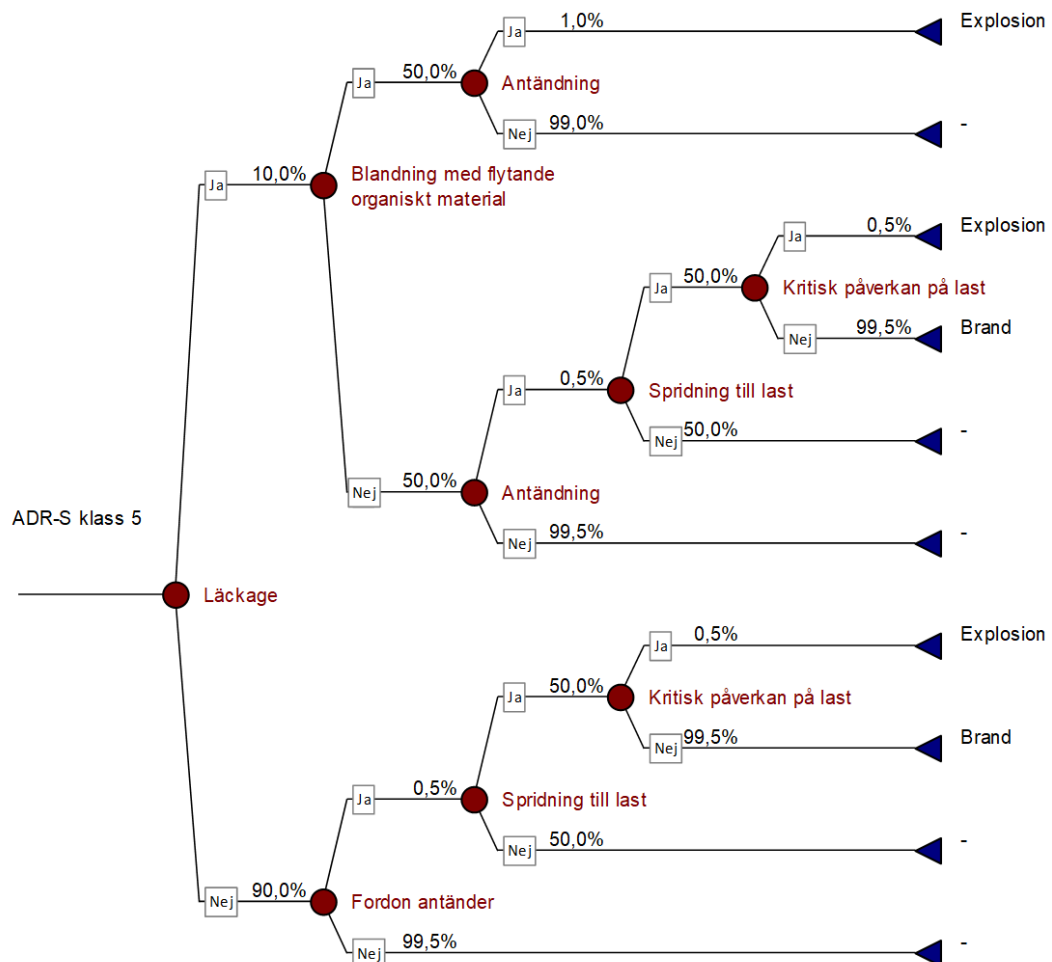 Ja 1,0% Explosion
Ja 50,0% Antändning
Nej 99,0% -
Ja 10,0% Blandning med flytande
organiskt material
Ja 0,5% Explosion
Ja 50,0% Kritisk påverkan på last
Nej 99,5% Brand
Ja 0,5% Spridning till last
Nej 50,0% -
Nej 50,0% Antändning
ADR-S klass 5
Nej 99,5% -
Läckage
Ja 0,5% Explosion
Ja 50,0% Kritisk påverkan på last
Nej 99,5% Brand
Ja 0,5% Spridning till last
Nej 50,0% -
Nej 90,0% Fordon antänder
Nej 99,5% -